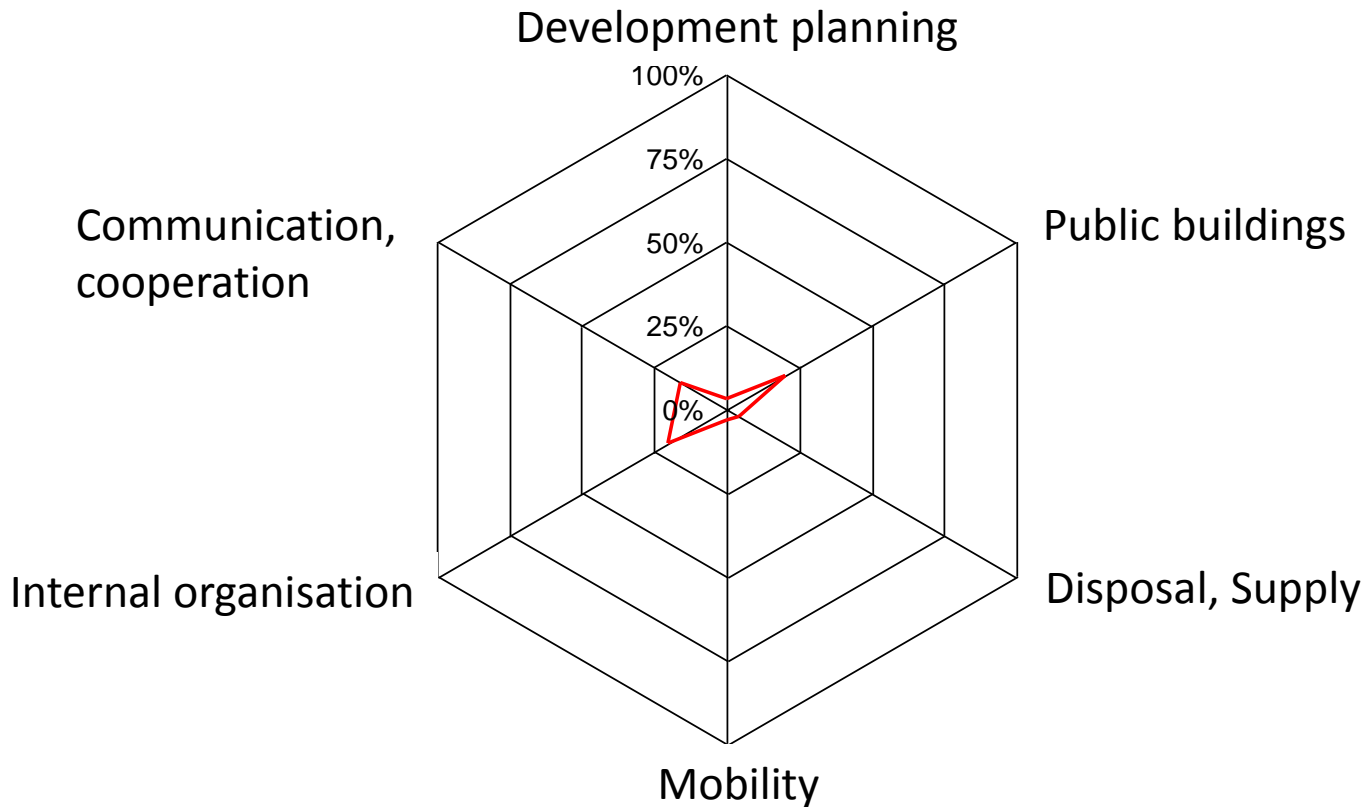 Development planning
100%
75%
Communication,
cooperation
Public buildings
50%
25%
0%
Internal organisation
Disposal, Supply
Mobility